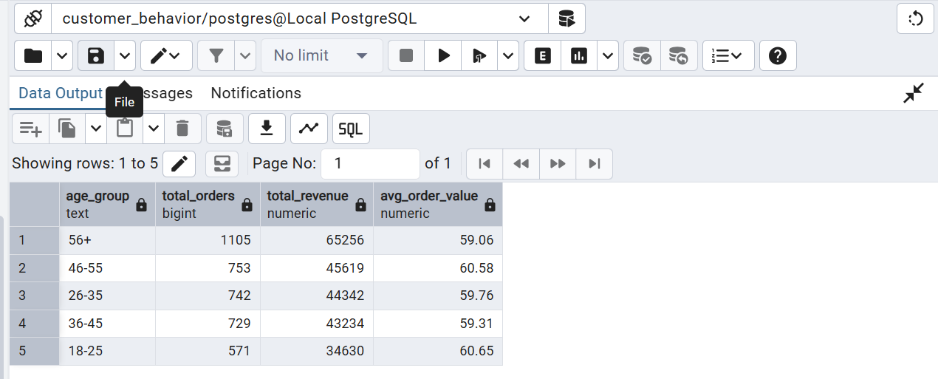 customer_behavior/postgres@Local PostgreSQL
No limit
E
Data Output
ssages
Notifications
File
SQL
Showing rows: 1 to 5
Page No:
1
of 1
age_group total_orders total_revenue avg_order_value
text bigint numeric numeric
1 56+ 1105 65256 59.06
2 46-55 753 45619 60.58
3 26-35 742 44342 59.76
4 36-45 729 43234 59.31
5 18-25 571 34630 60.65